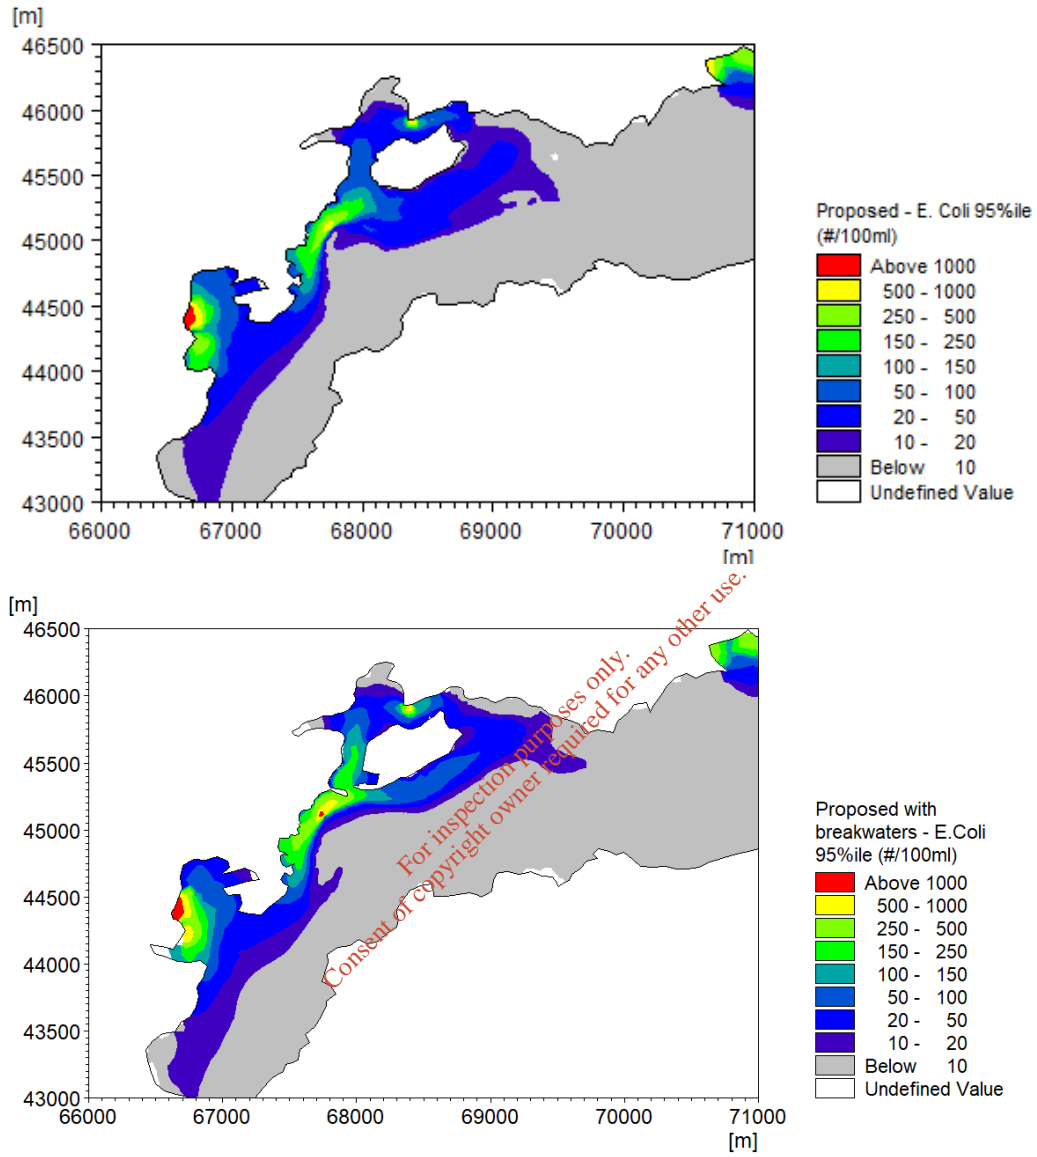 [m]
46500
46000
45500
45000
44500
44000
43500
43000
66000 67000 68000 69000 70000 71000
[m]
Proposed - E. Coli 95%ile
(#/100ml)
Above 1000
500 - 1000
250 - 500
150 - 250
100 - 150
50 - 100
20 - 50
10 - 20
Below 10
Undefined Value
[m]
46500
46000
45500
45000
44500
44000
43500
43000
66000 67000 68000 69000 70000 71000
[m]
For inspection purposes only.
Consent of copyright owner required for any other use.
Proposed with
breakwaters - E.Coli
95%ile (#/100ml)
Above 1000
500 - 1000
250 - 500
150 - 250
100 - 150
50 - 100
20 - 50
10 - 20
Below 10
Undefined Value